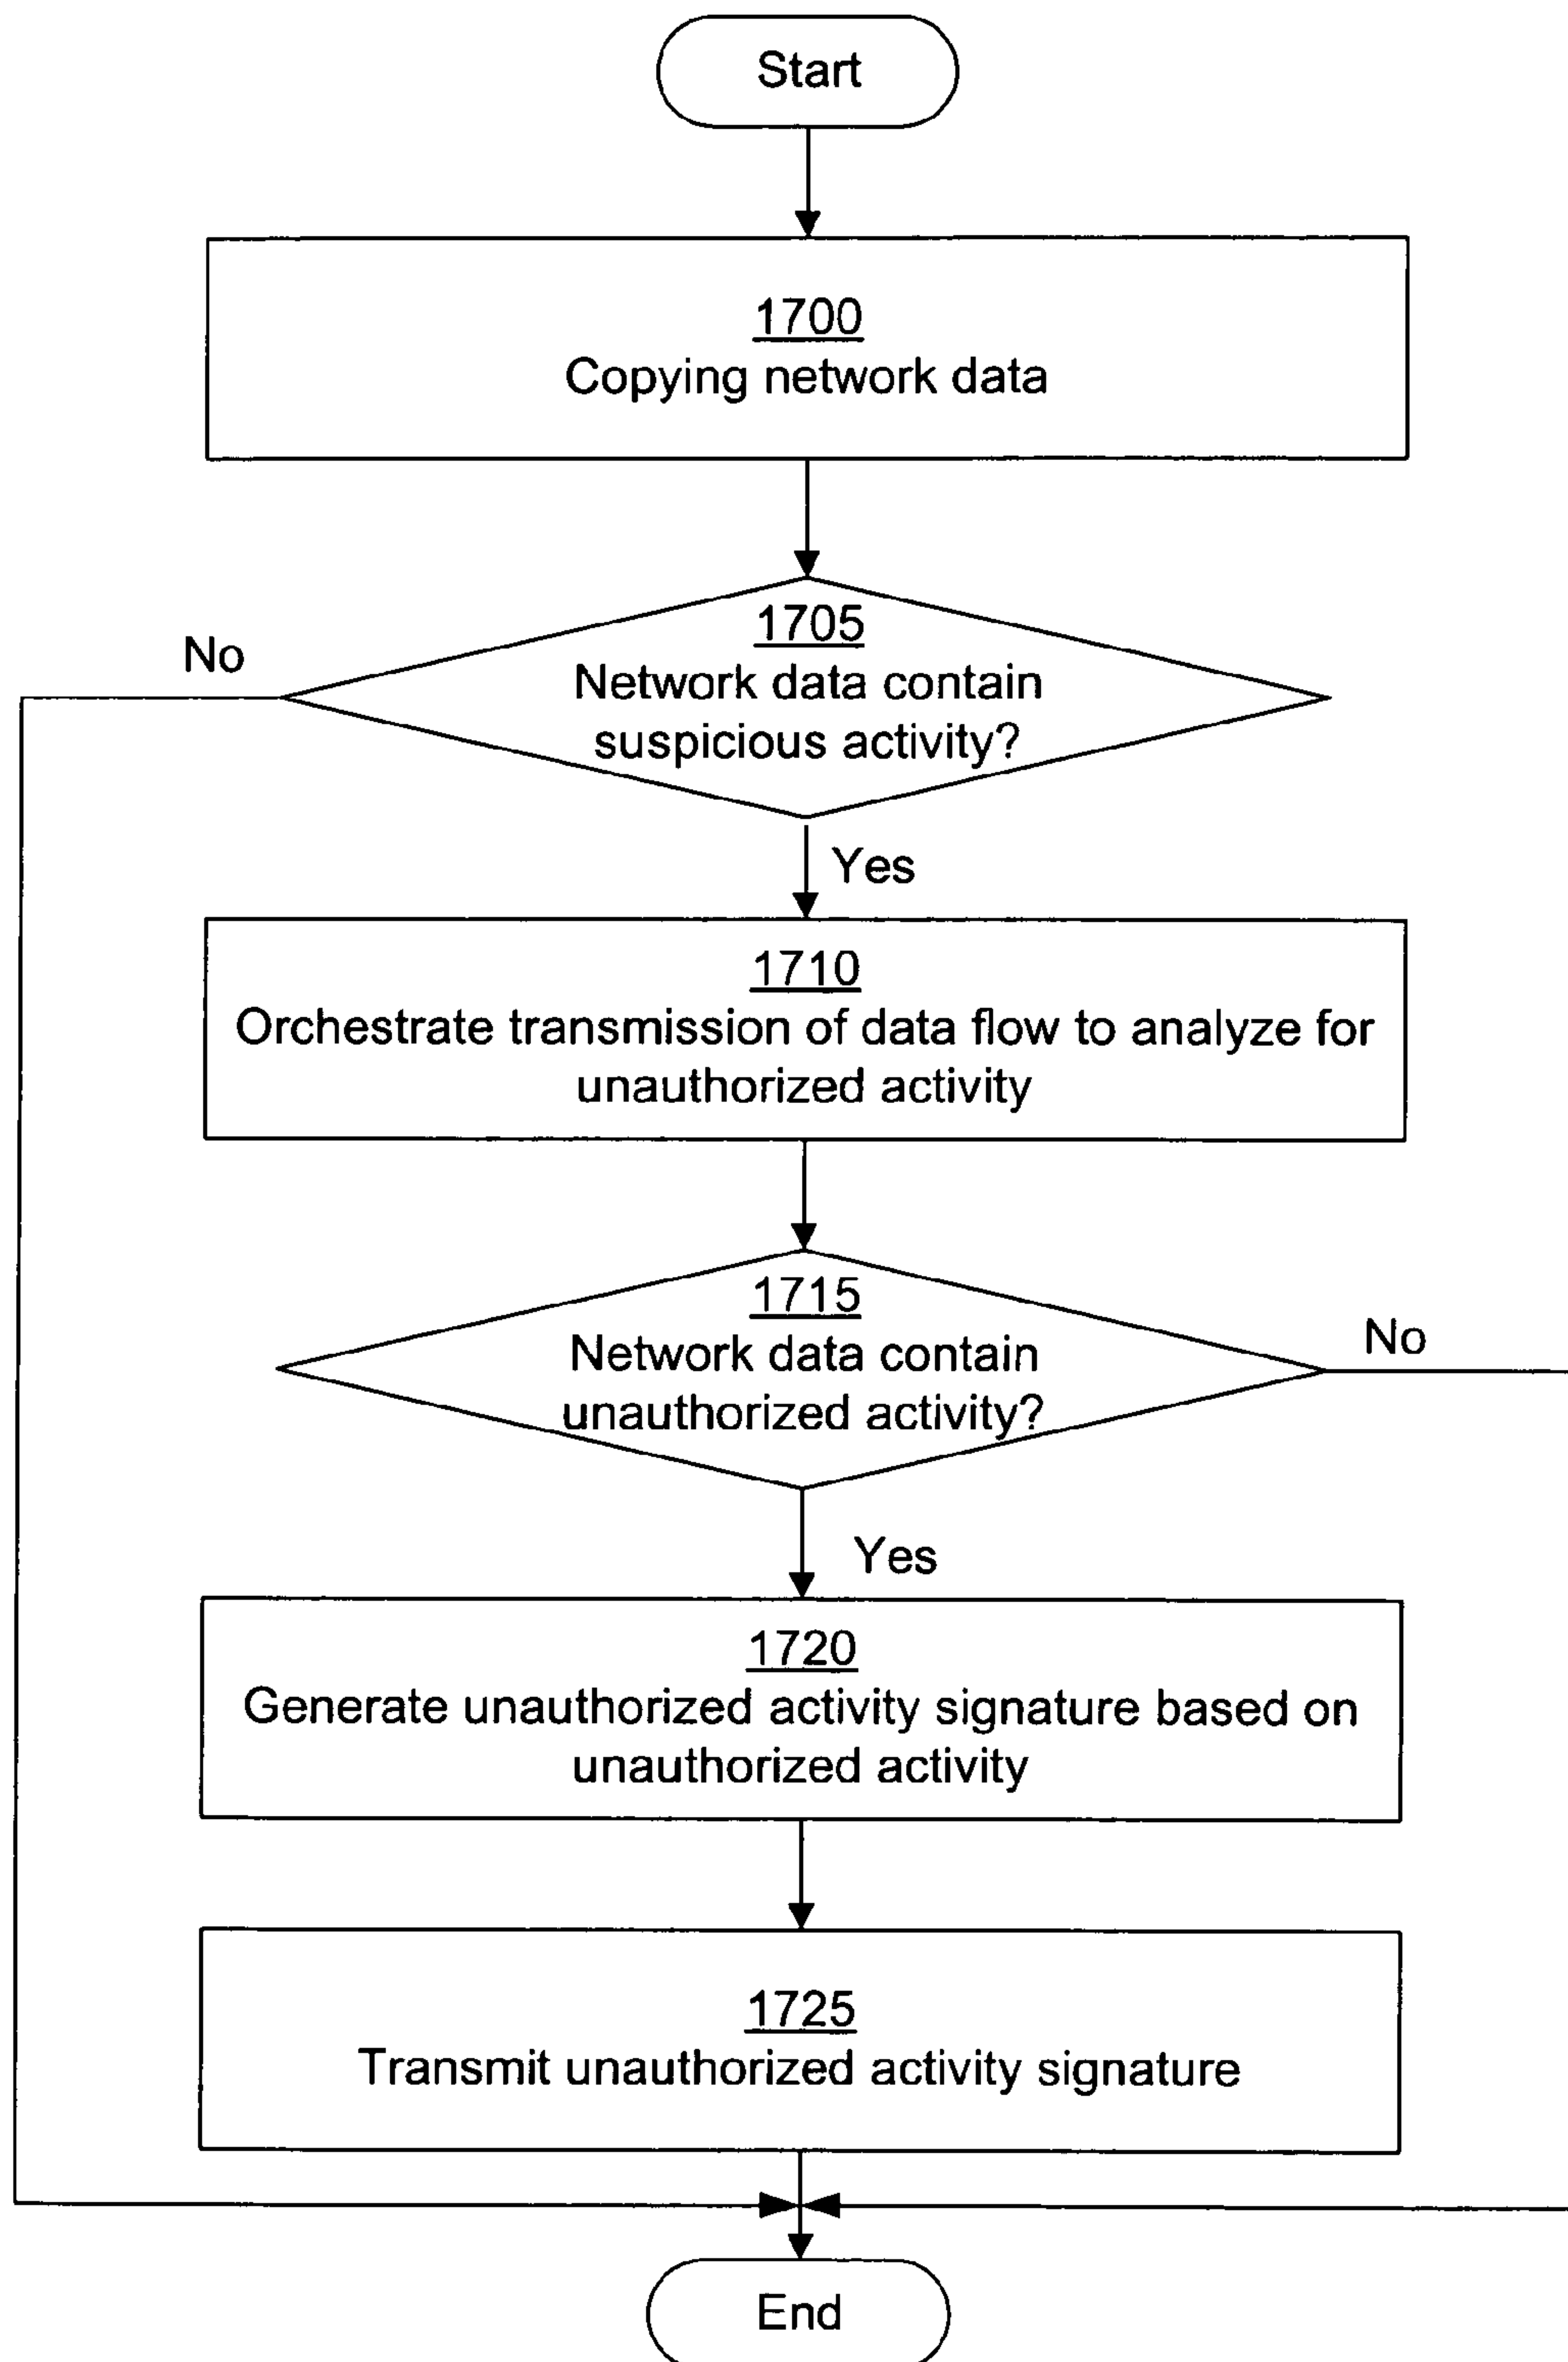 Start
1700
Copying network data
1705
No
Network data contain
suspicious activity?
Yes
1710
Orchestrate transmission of data flow to analyze for
unauthorized activity
1715
No
Network data contain
unauthorized activity?
Yes
1720
Generate unauthorized activity signature based on
unauthorized activity
1725
Transmit unauthorized activity signature
End